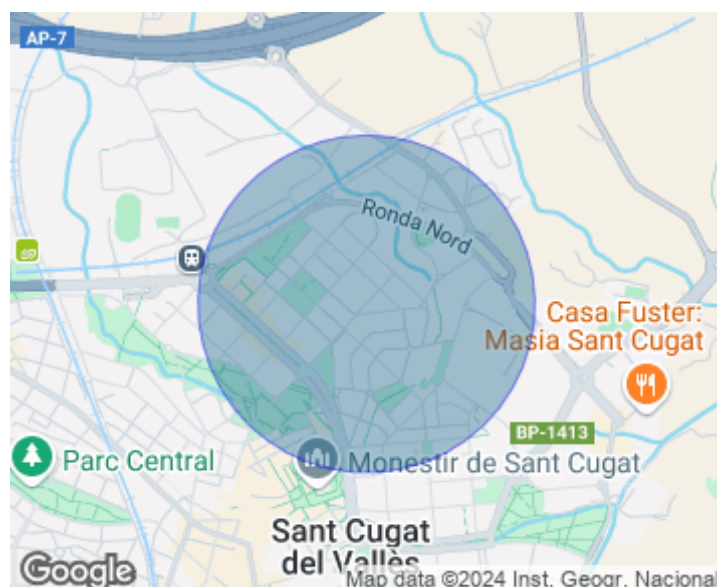 AP-7
Ronda Nord
Casa Fuster:
Masia Sant Cugat
BP-1413
Parc Central
Monestir de Sant Cugat
Sant Cugat
del Vallès
Google
Map data ©2024 Inst. Geogr. Nacional